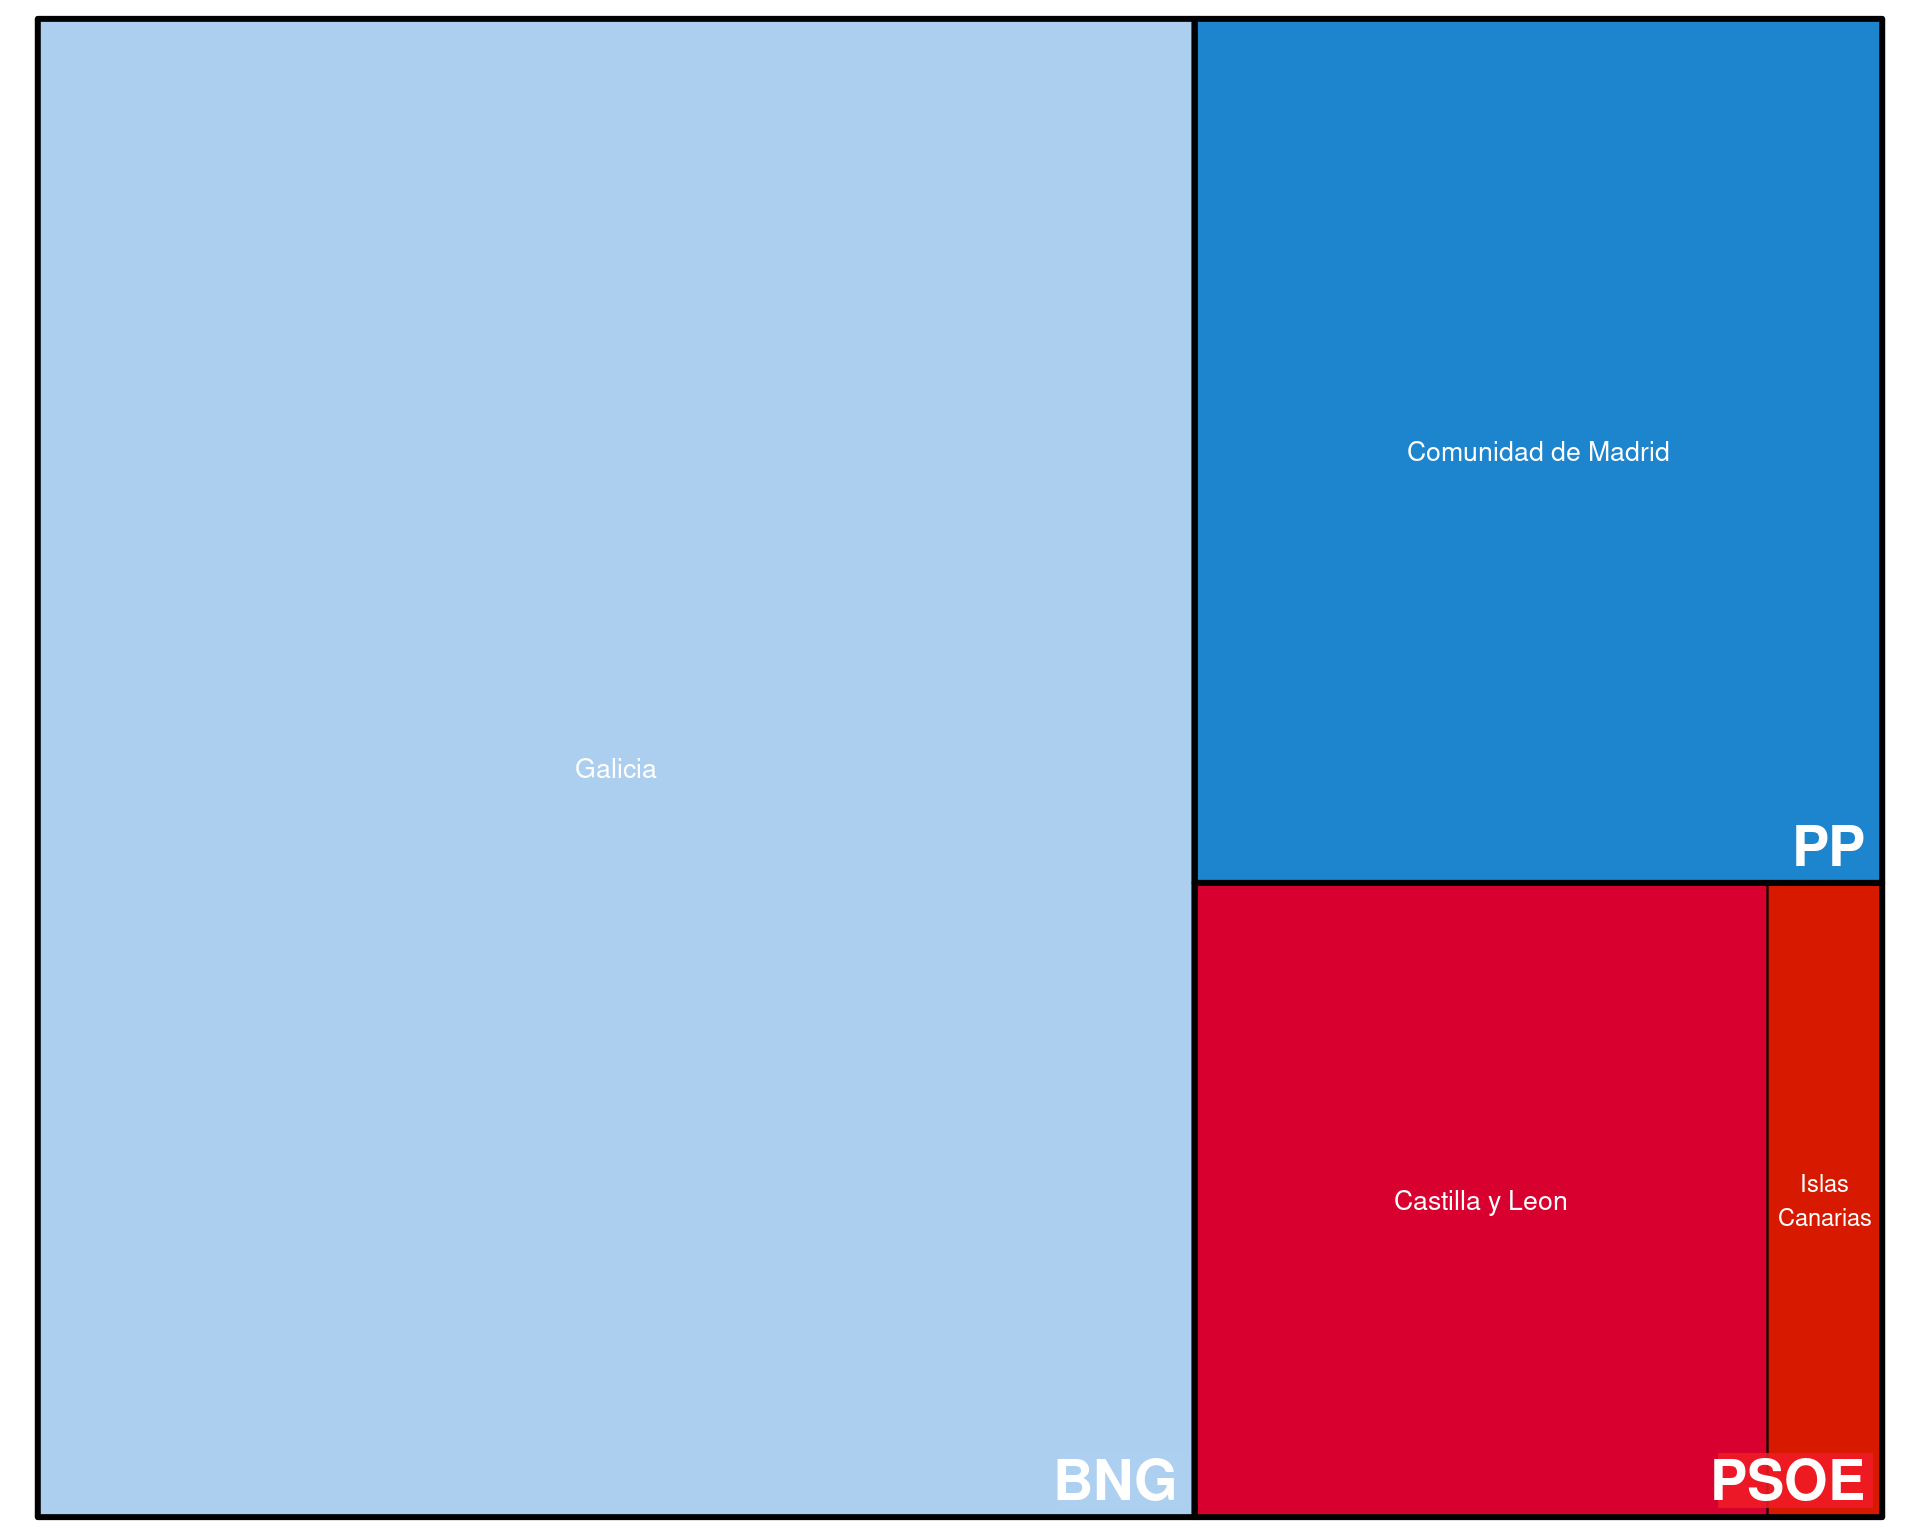 Galicia
BNG
Comunidad de Madrid
PP
Castilla y Leon
Islas
Canarias
PSOE